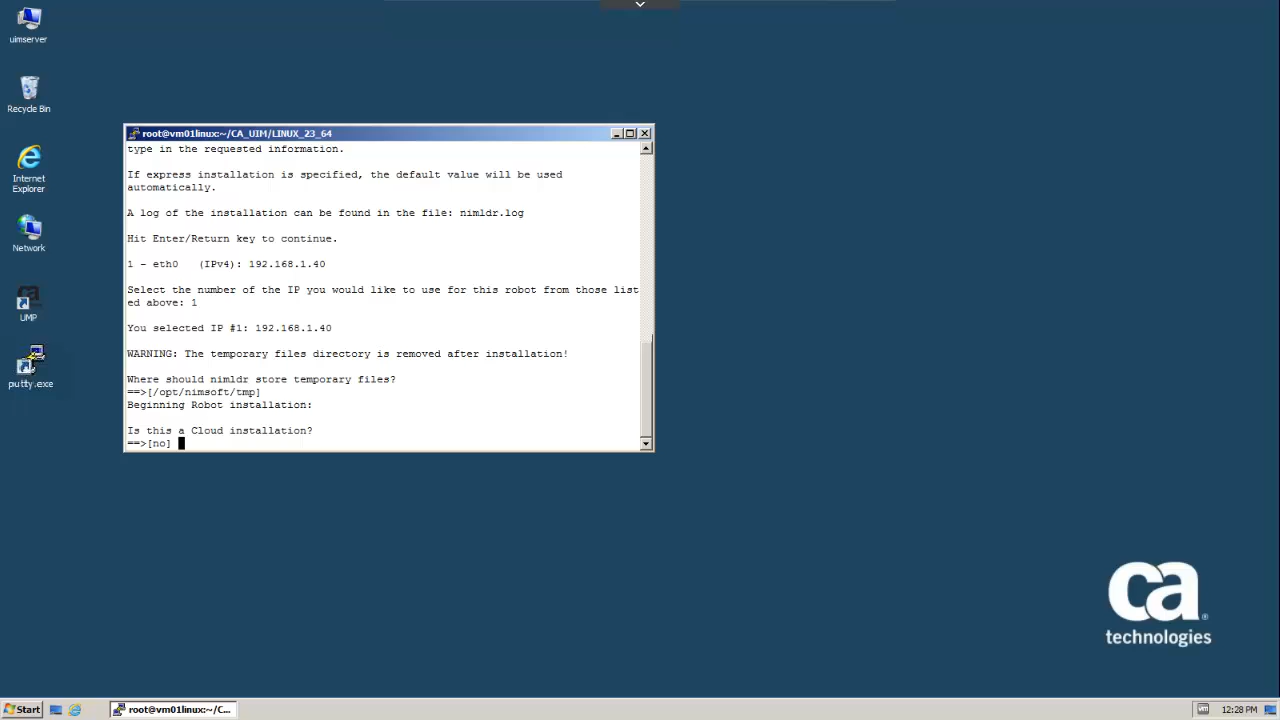 uimserver
Recycle Bin
Internet
Explorer
Network
UMP
putty.exe
root@vm01linux:~/CA_UIM/LINUX_23_64
type in the requested information.
If express installation is specified, the default value will be used
automatically.
A log of the installation can be found in the file: nimldr.log
Hit Enter/Return key to continue.
1 - eth0   (IPv4): 192.168.1.40
Select the number of the IP you would like to use for this robot from those list
ed above: 1
You selected IP #1: 192.168.1.40
WARNING: The temporary files directory is removed after installation!
Where should nimldr store temporary files?
==>[/opt/nimsoft/tmp]
Beginning Robot installation:
Is this a Cloud installation?
==>[no]
ca
technologies
Start
root@vm01linux:~/C...
vm
12:28 PM